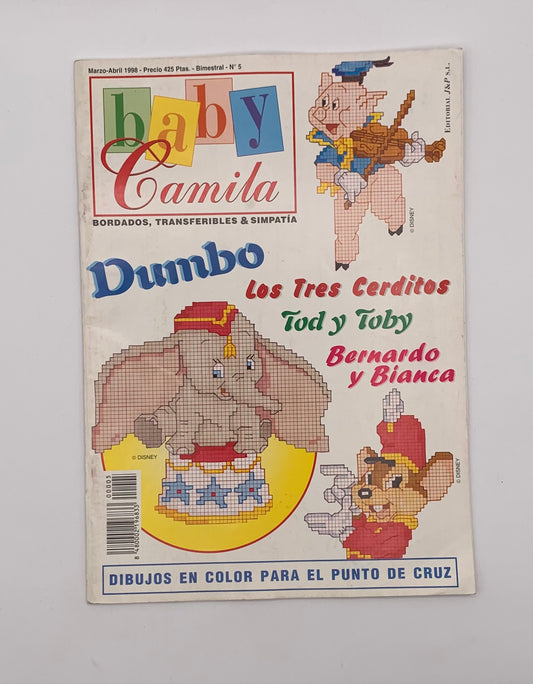 Marzo-Abril 1998 - Precio 425 Ptas. - Bimestral - Nº 5
baby
Camila
BORDADOS, TRANSFERIBLES & SIMPATÍA
EDITORIAL J&P S.L.
© DISNEY
Dumbo
Los Tres Cerditos
Tod y Toby
Bernardo
y Bianca
© DISNEY
© DISNEY
00005
DIBUJOS EN COLOR PARA EL PUNTO DE CRUZ